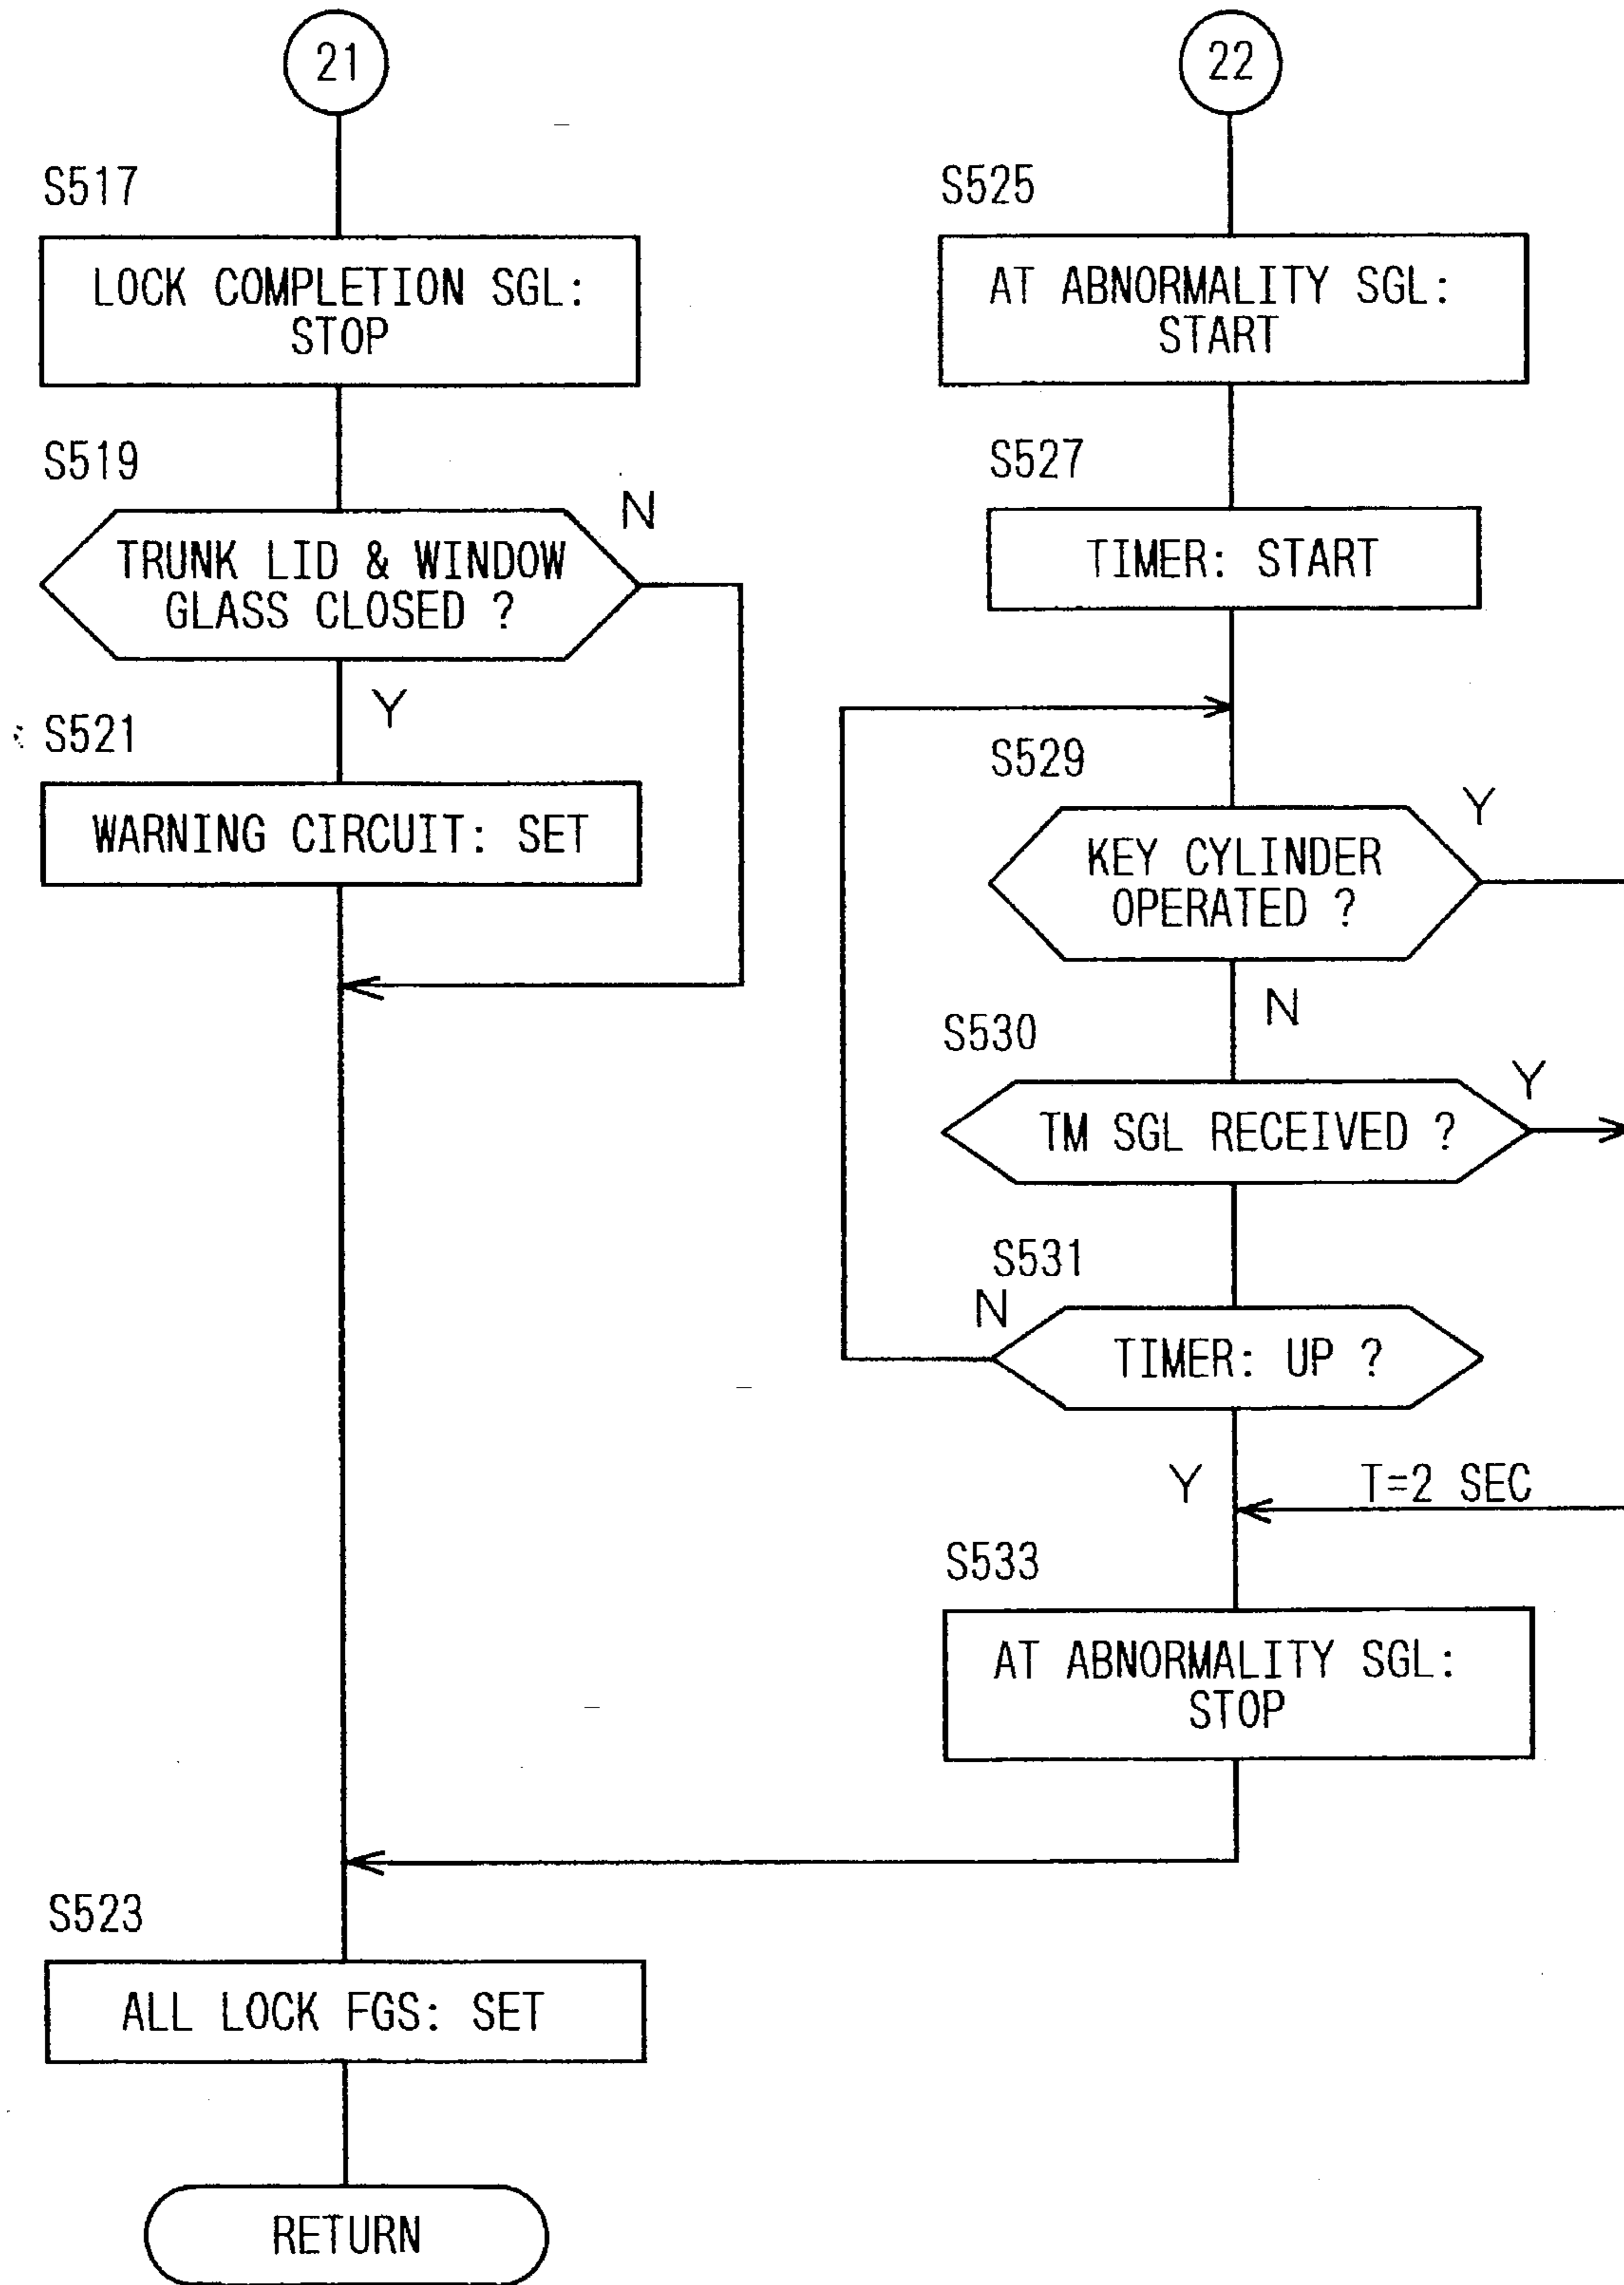 21
S517
LOCK COMPLETION SGL:
STOP
S519
N
TRUNK LID & WINDOW
GLASS CLOSED ?
Y
S521
WARNING CIRCUIT: SET
22
S525
AT ABNORMALITY SGL:
START
S527
TIMER: START
S529
Y
KEY CYLINDER
OPERATED ?
N
S530
Y
TM SGL RECEIVED ?
S531
N
TIMER: UP ?
Y
T=2 SEC
S533
AT ABNORMALITY SGL:
STOP
S523
ALL LOCK FGS: SET
RETURN